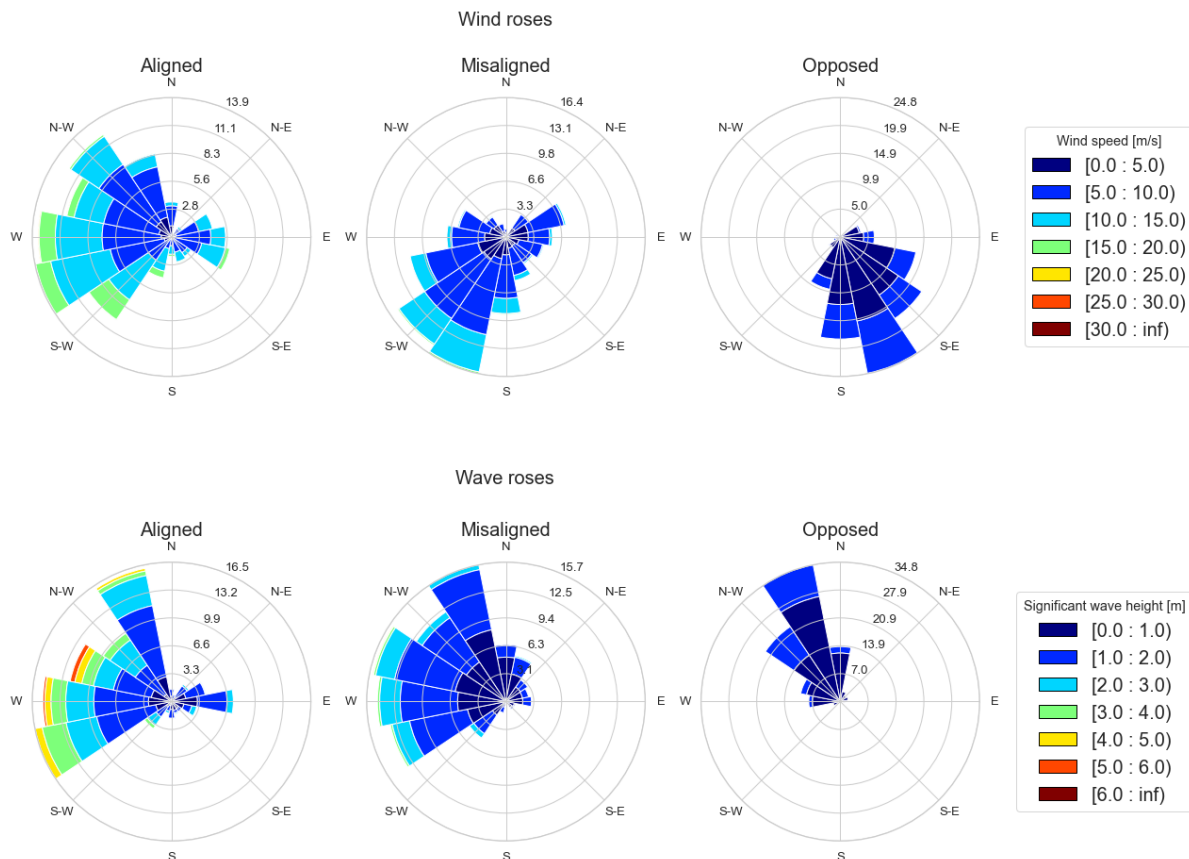 Wind roses
Aligned
N
N-W
N-E
W
E
S-W
S-E
S
13.9
11.1
8.3
5.6
2.8
Misaligned
N
N-W
N-E
W
E
S-W
S-E
S
16.4
13.1
9.8
6.6
3.3
Opposed
N
N-W
N-E
W
E
S-W
S-E
S
24.8
19.9
14.9
9.9
5.0
Wind speed [m/s]
[0.0 : 5.0)
[5.0 : 10.0)
[10.0 : 15.0)
[15.0 : 20.0)
[20.0 : 25.0)
[25.0 : 30.0)
[30.0 : inf)
Wave roses
Aligned
N
N-W
N-E
W
E
S-W
S-E
S
16.5
13.2
9.9
6.6
3.3
Misaligned
N
N-W
N-E
W
E
S-W
S-E
S
15.7
12.5
9.4
6.3
Opposed
N
N-W
N-E
W
E
S-W
S-E
S
34.8
27.9
20.9
13.9
7.0
Significant wave height [m]
[0.0 : 1.0)
[1.0 : 2.0)
[2.0 : 3.0)
[3.0 : 4.0)
[4.0 : 5.0)
[5.0 : 6.0)
[6.0 : inf)